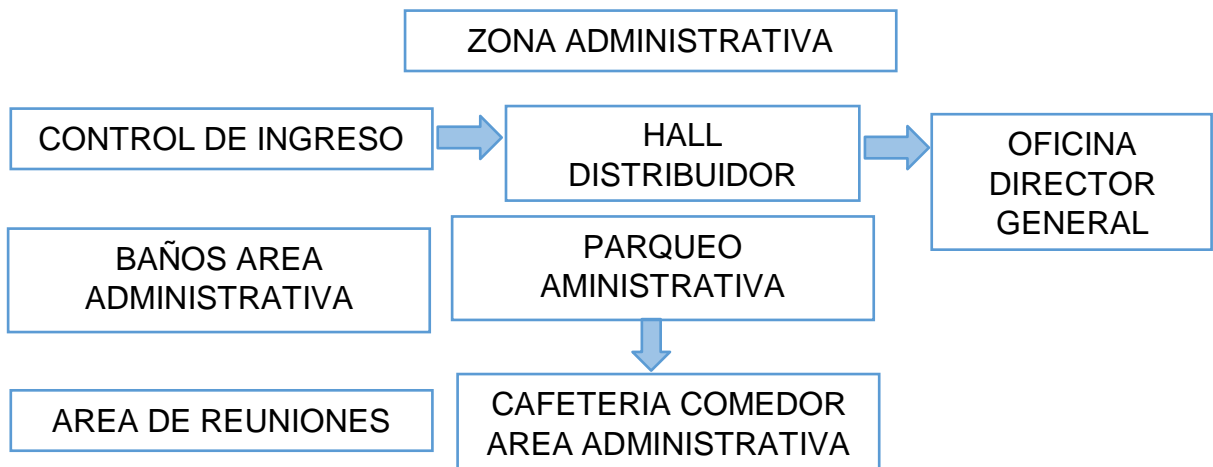 ZONA ADMINISTRATIVA
CONTROL DE INGRESO
HALL
DISTRIBUIDOR
OFICINA
DIRECTOR
GENERAL
BAÑOS AREA
ADMINISTRATIVA
PARQUEO
AMINISTRATIVA
AREA DE REUNIONES
CAFETERIA COMEDOR
AREA ADMINISTRATIVA